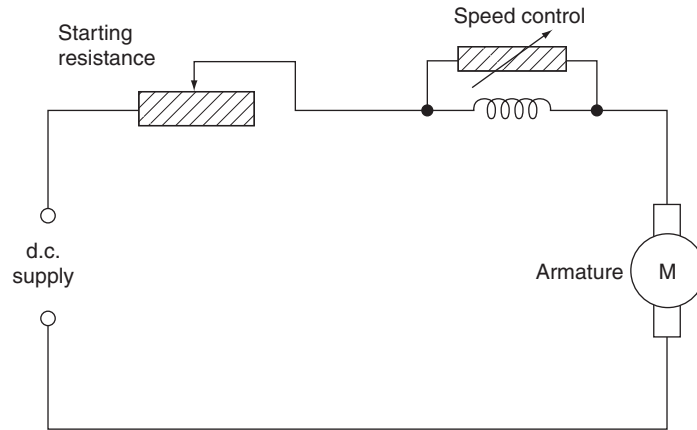 Speed control
Starting
resistance
d.c.
supply
Armature
M